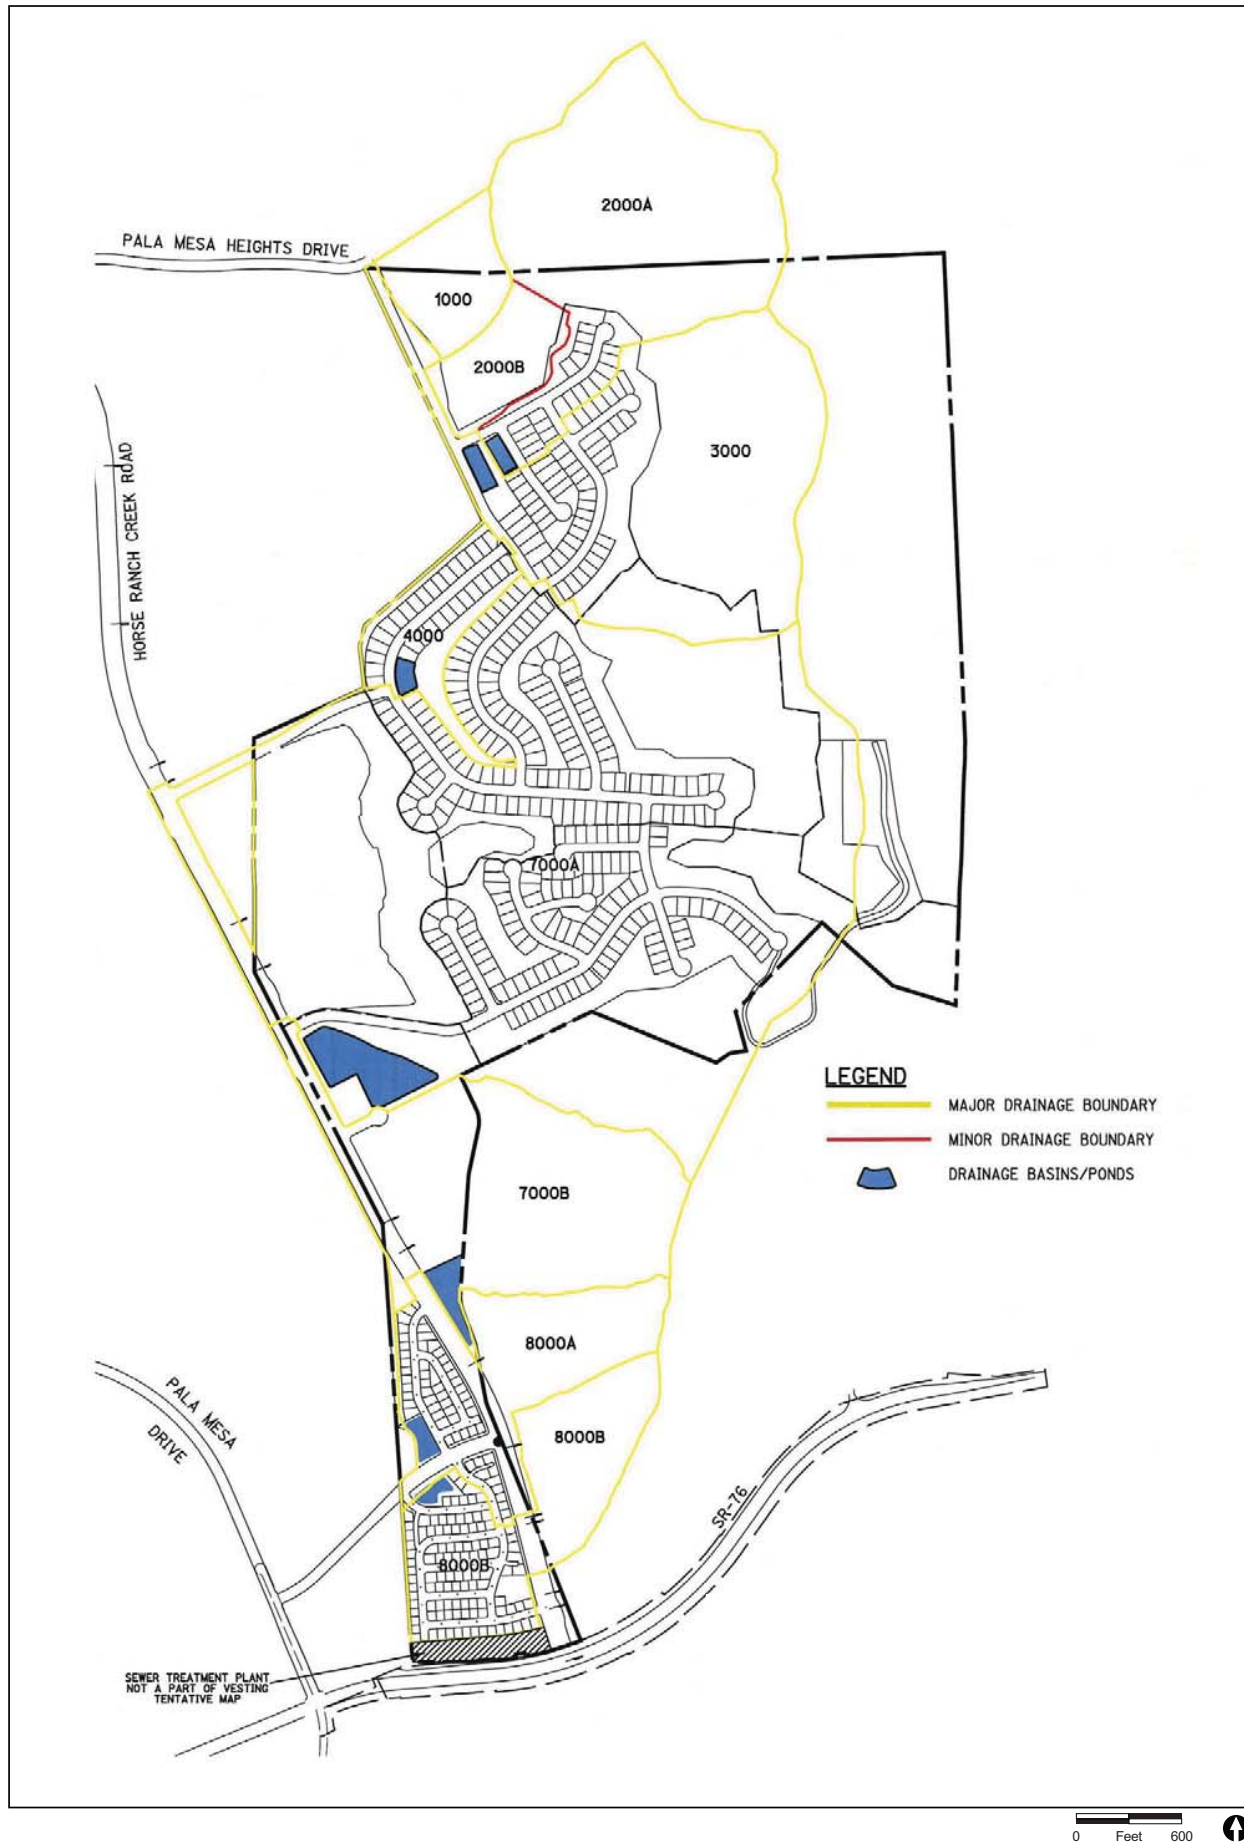 2000A
PALA MESA HEIGHTS DRIVE
1000
2000B
3000
HORSE RANCH CREEK ROAD
4000
7000A
LEGEND
MAJOR DRAINAGE BOUNDARY
MINOR DRAINAGE BOUNDARY
DRAINAGE BASINS/PONDS
7000B
8000A
PALA MESA
DRIVE
8000B
SR-76
8000B
SEWER TREATMENT PLANT
NOT A PART OF VESTING
TENTATIVE MAP
0 Feet 600